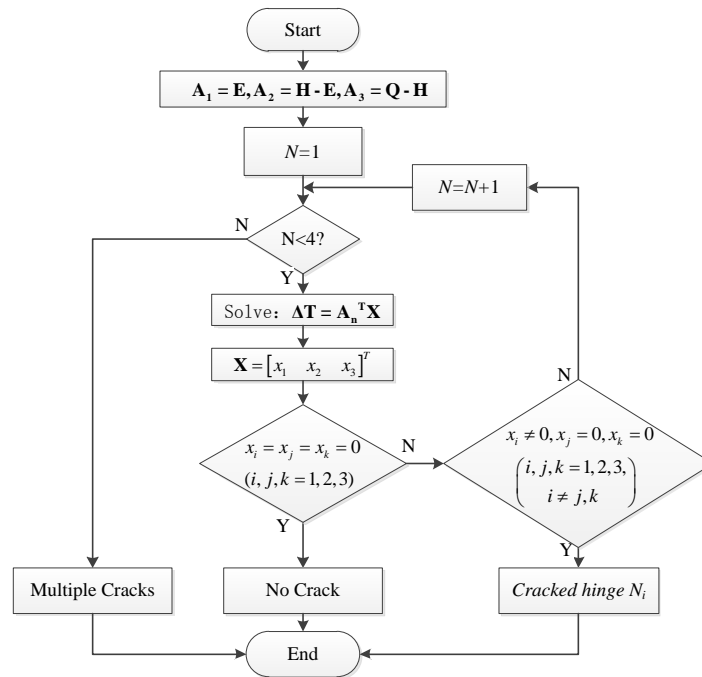 Start
A₁ = E, A₂ = H - E, A₃ = Q - H
N=1
N=N+1
N
N<4?
Y
Solve: ΔT = AₙᵀX
X = [x₁ x₂ x₃]ᵀ
N
xᵢ = xⱼ = xₖ = 0
(i, j, k = 1, 2, 3)
N
xᵢ ≠ 0, xⱼ = 0, xₖ = 0
(i, j, k = 1, 2, 3,
i ≠ j, k)
Y
Y
Multiple Cracks
No Crack
Cracked hinge Nᵢ
End